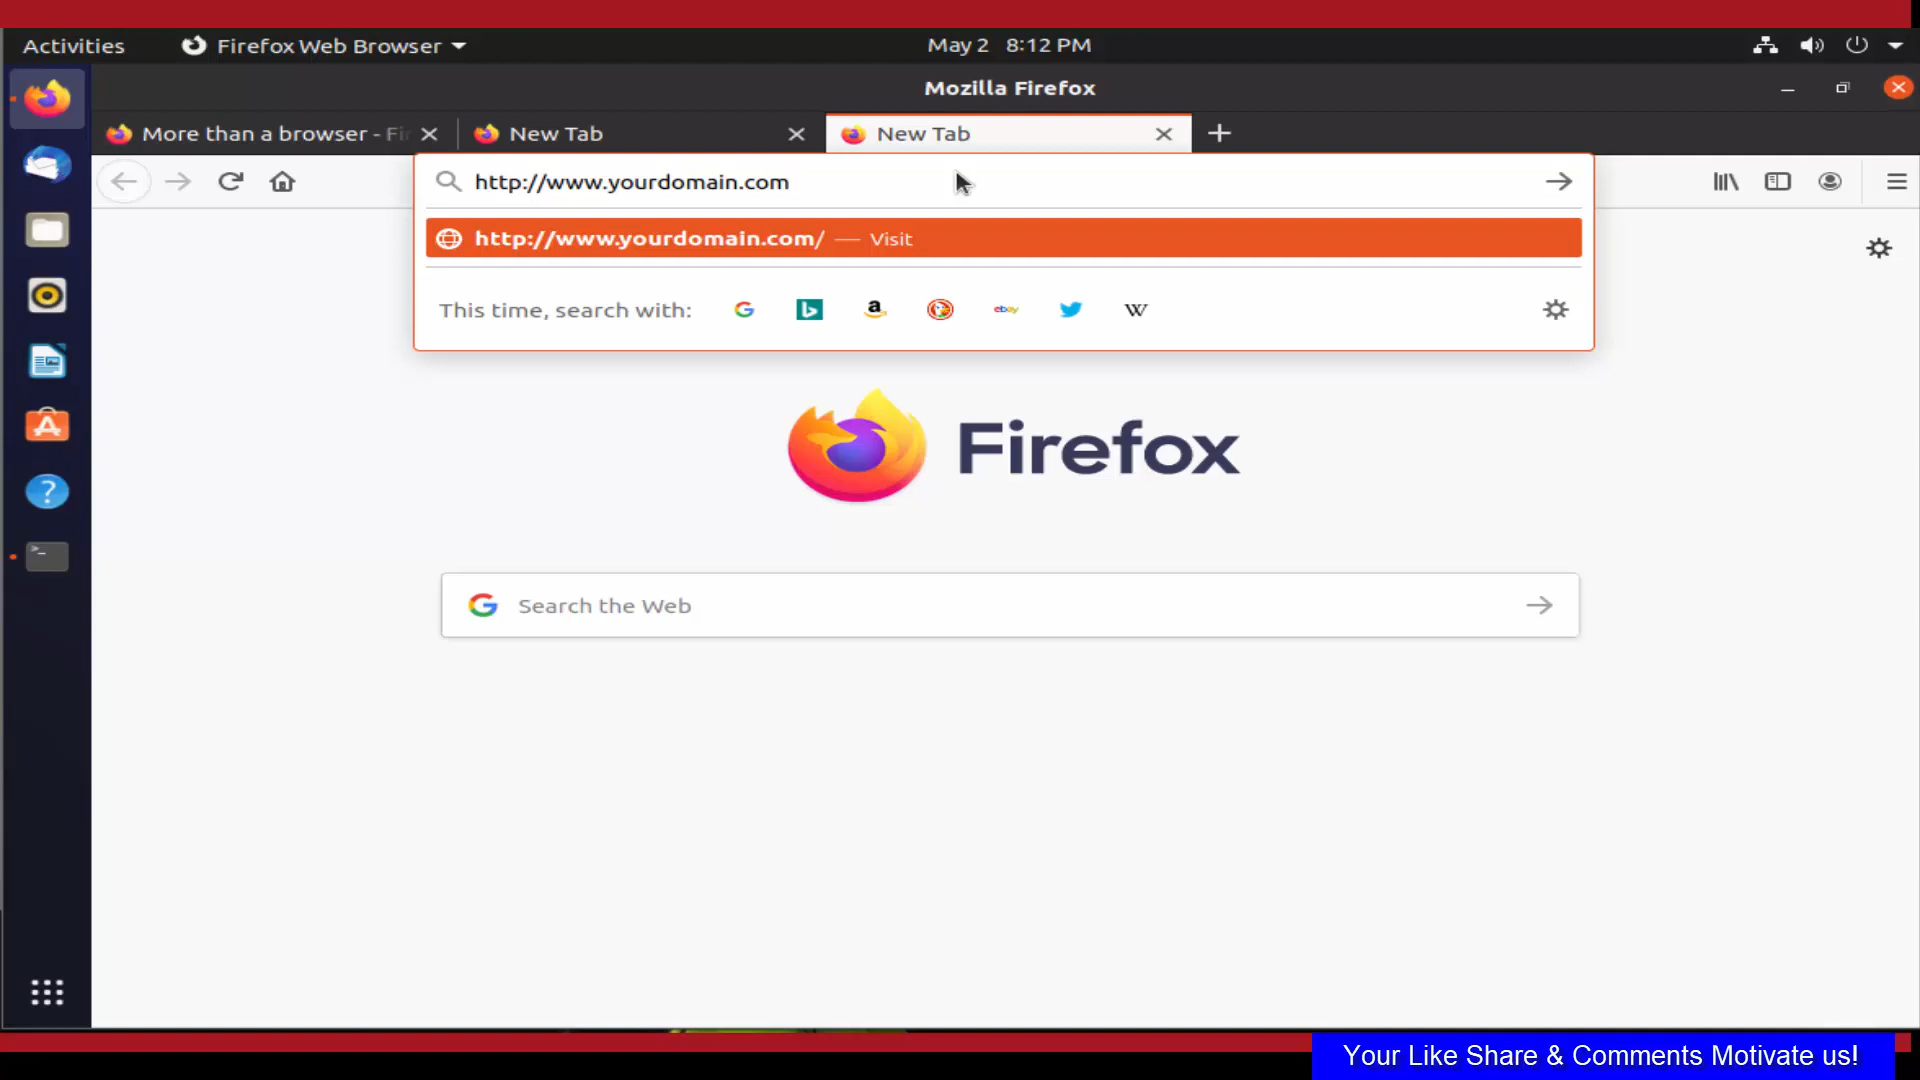 Activities Firefox Web Browser May 2 8:12 PM
Mozilla Firefox
More than a browser - Fir New Tab New Tab
http://www.yourdomain.com
http://www.yourdomain.com/ — Visit
This time, search with: G b a ebay W
Firefox
G Search the Web
Your Like Share & Comments Motivate us!